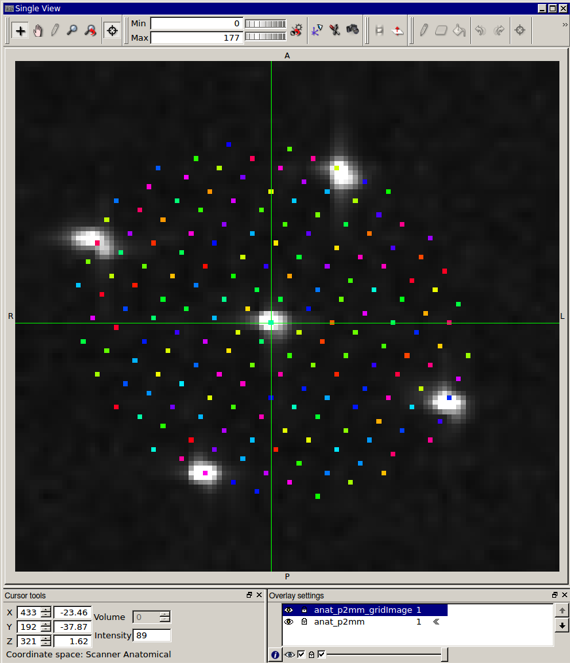 Single View
Min 0
Max 177
A
R
L
P
Cursor tools
Overlay settings
X 433 -23.46
Y 192 -37.87
Z 321 1.62
Volume 0
Intensity 89
Coordinate space: Scanner Anatomical
anat_p2mm_gridImage 1
anat_p2mm 1